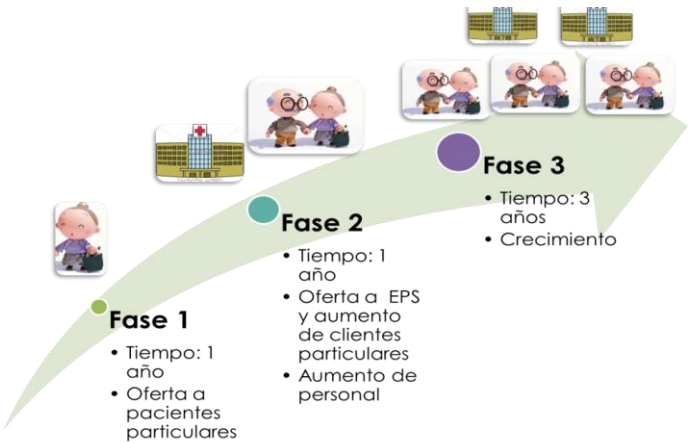 Fase 1
• Tiempo: 1
año
• Oferta a
pacientes
particulares
Fase 2
• Tiempo: 1
año
• Oferta a EPS
y aumento
de clientes
particulares
• Aumento de
personal
Fase 3
• Tiempo: 3
años
• Crecimiento